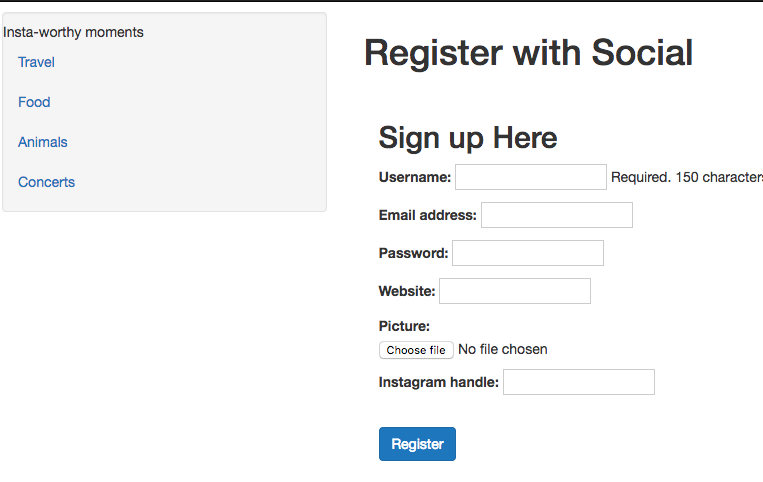 Insta-worthy moments
Travel
Food
Animals
Concerts
Register with Social
Sign up Here
Username: Required. 150 characters
Email address:
Password:
Website:
Picture:
Choose file No file chosen
Instagram handle:
Register